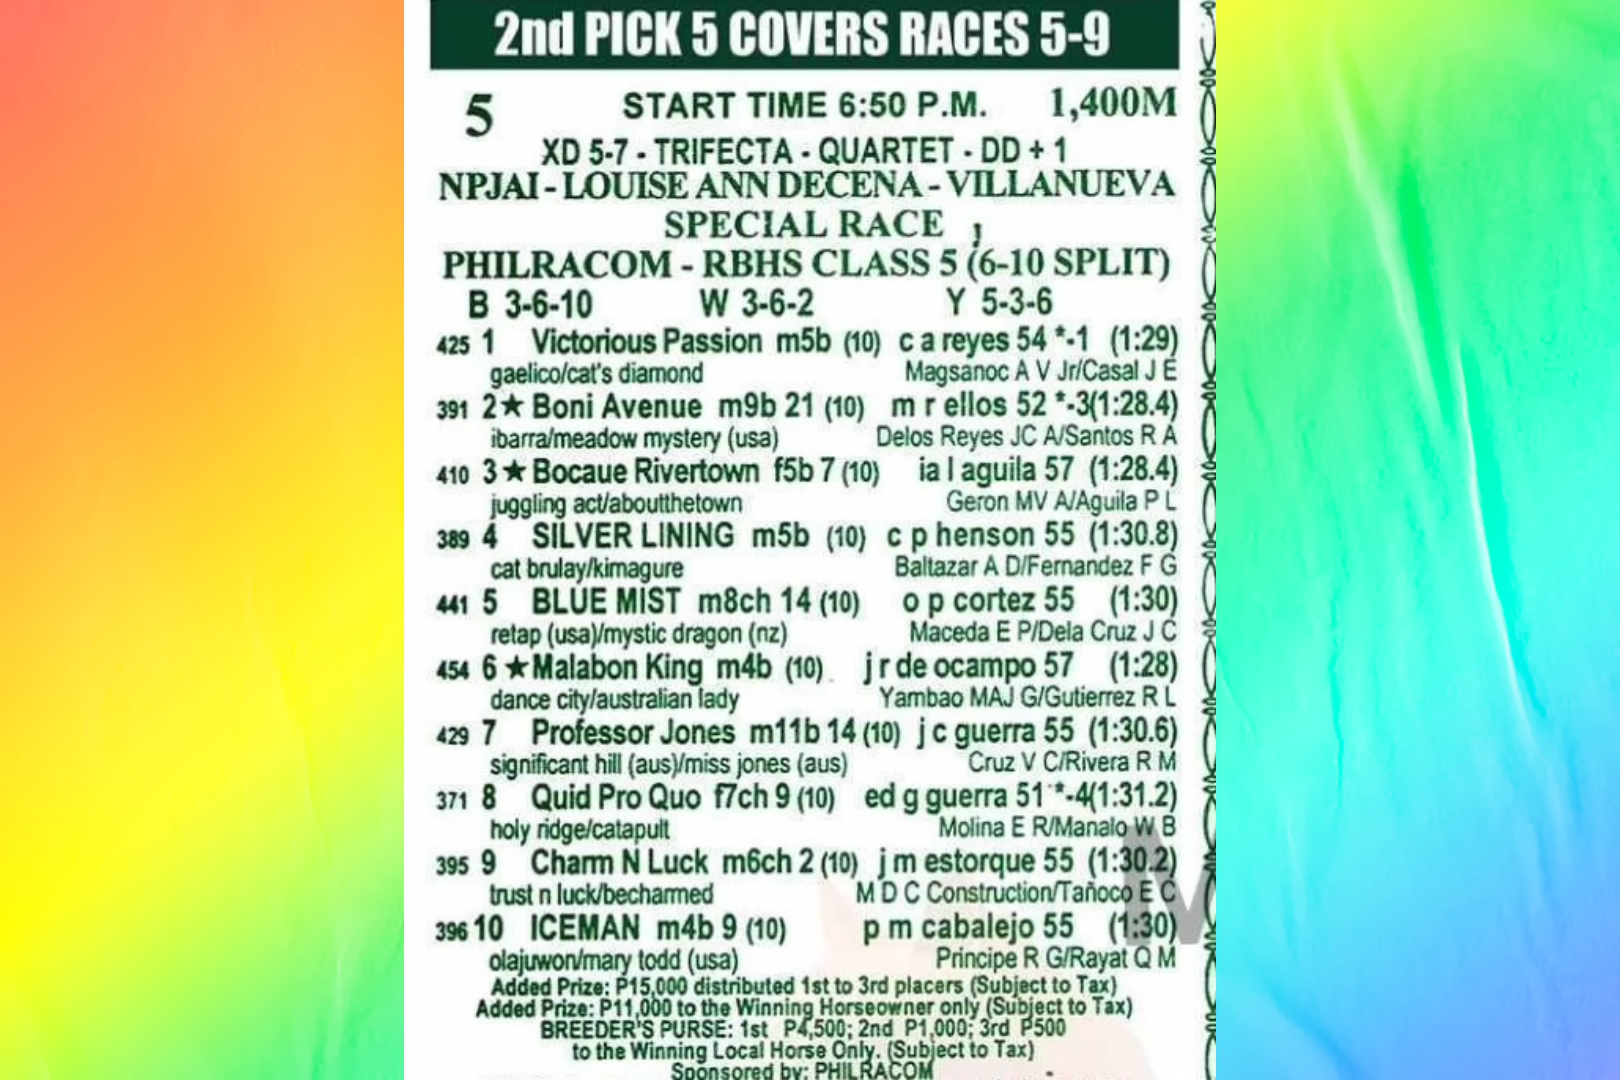 2nd PICK 5 COVERS RACES 5-9
5 START TIME 6:50 P.M. 1,400M
XD 5-7 - TRIFECTA - QUARTET - DD + 1
NPJAI - LOUISE ANN DECENA - VILLANUEVA
SPECIAL RACE
PHILRACOM - RBHS CLASS 5 (6-10 SPLIT)
B 3-6-10 W 3-6-2 Y 5-3-6
425 1 Victorious Passion m5b (10) c a reyes 54 *-1 (1:29)
gaelico/cat's diamond Magsanoc A V Jr/Casal J E
391 2★ Boni Avenue m9b 21 (10) m r ellos 52 *-3(1:28.4)
ibarra/meadow mystery (usa) Delos Reyes JC A/Santos R A
410 3★ Bocaue Rivertown f5b 7 (10) ia l aguila 57 (1:28.4)
juggling act/aboutthetown Geron MV A/Aguila P L
389 4 SILVER LINING m5b (10) c p henson 55 (1:30.8)
cat brulay/kimagure Baltazar A D/Fernandez F G
441 5 BLUE MIST m8ch 14 (10) o p cortez 55 (1:30)
retap (usa)/mystic dragon (nz) Maceda E P/Dela Cruz J C
454 6 ★Malabon King m4b (10) j r de ocampo 57 (1:28)
dance city/australian lady Yambao MAJ G/Gutierrez R L
429 7 Professor Jones m11b 14 (10) j c guerra 55 (1:30.6)
significant hill (aus)/miss jones (aus) Cruz V C/Rivera R M
371 8 Quid Pro Quo f7ch 9 (10) ed g guerra 51 *-4(1:31.2)
holy ridge/catapult Molina E R/Manalo W B
395 9 Charm N Luck m6ch 2 (10) j m estorque 55 (1:30.2)
trust n luck/becharmed M D C Construction/Tañoco E C
396 10 ICEMAN m4b 9 (10) p m cabalejo 55 (1:30)
olajuwon/mary todd (usa) Principe R G/Rayat Q M
Added Prize: P15,000 distributed 1st to 3rd placers (Subject to Tax)
Added Prize: P11,000 to the Winning Horseowner only (Subject to Tax)
BREEDER'S PURSE: 1st P4,500; 2nd P1,000; 3rd P500
to the Winning Local Horse Only. (Subject to Tax)
Sponsored by: PHILRACOM